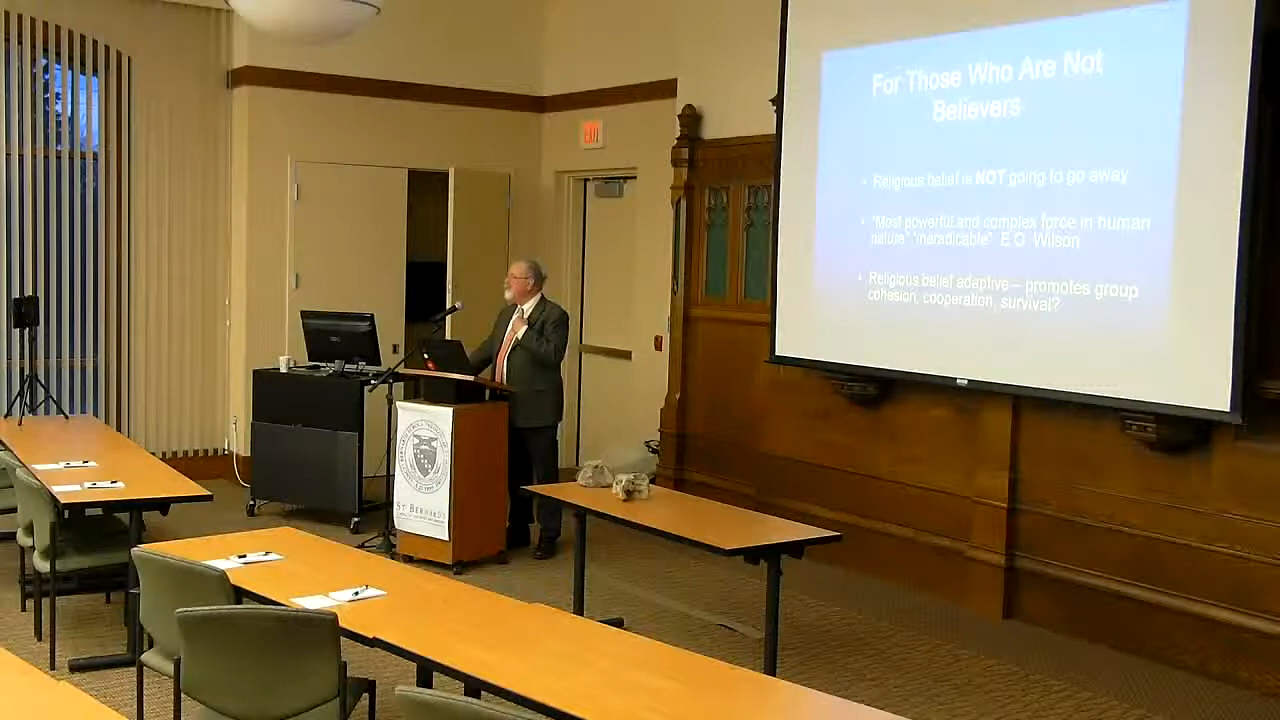 EXIT
For Those Who Are Not
Believers
• Religious belief is NOT going to go away
• "Most powerful and complex force in human
nature" "ineradicable" E.O. Wilson
• Religious belief adaptive – promotes group
cohesion, cooperation, survival?
ST BERNARD'S